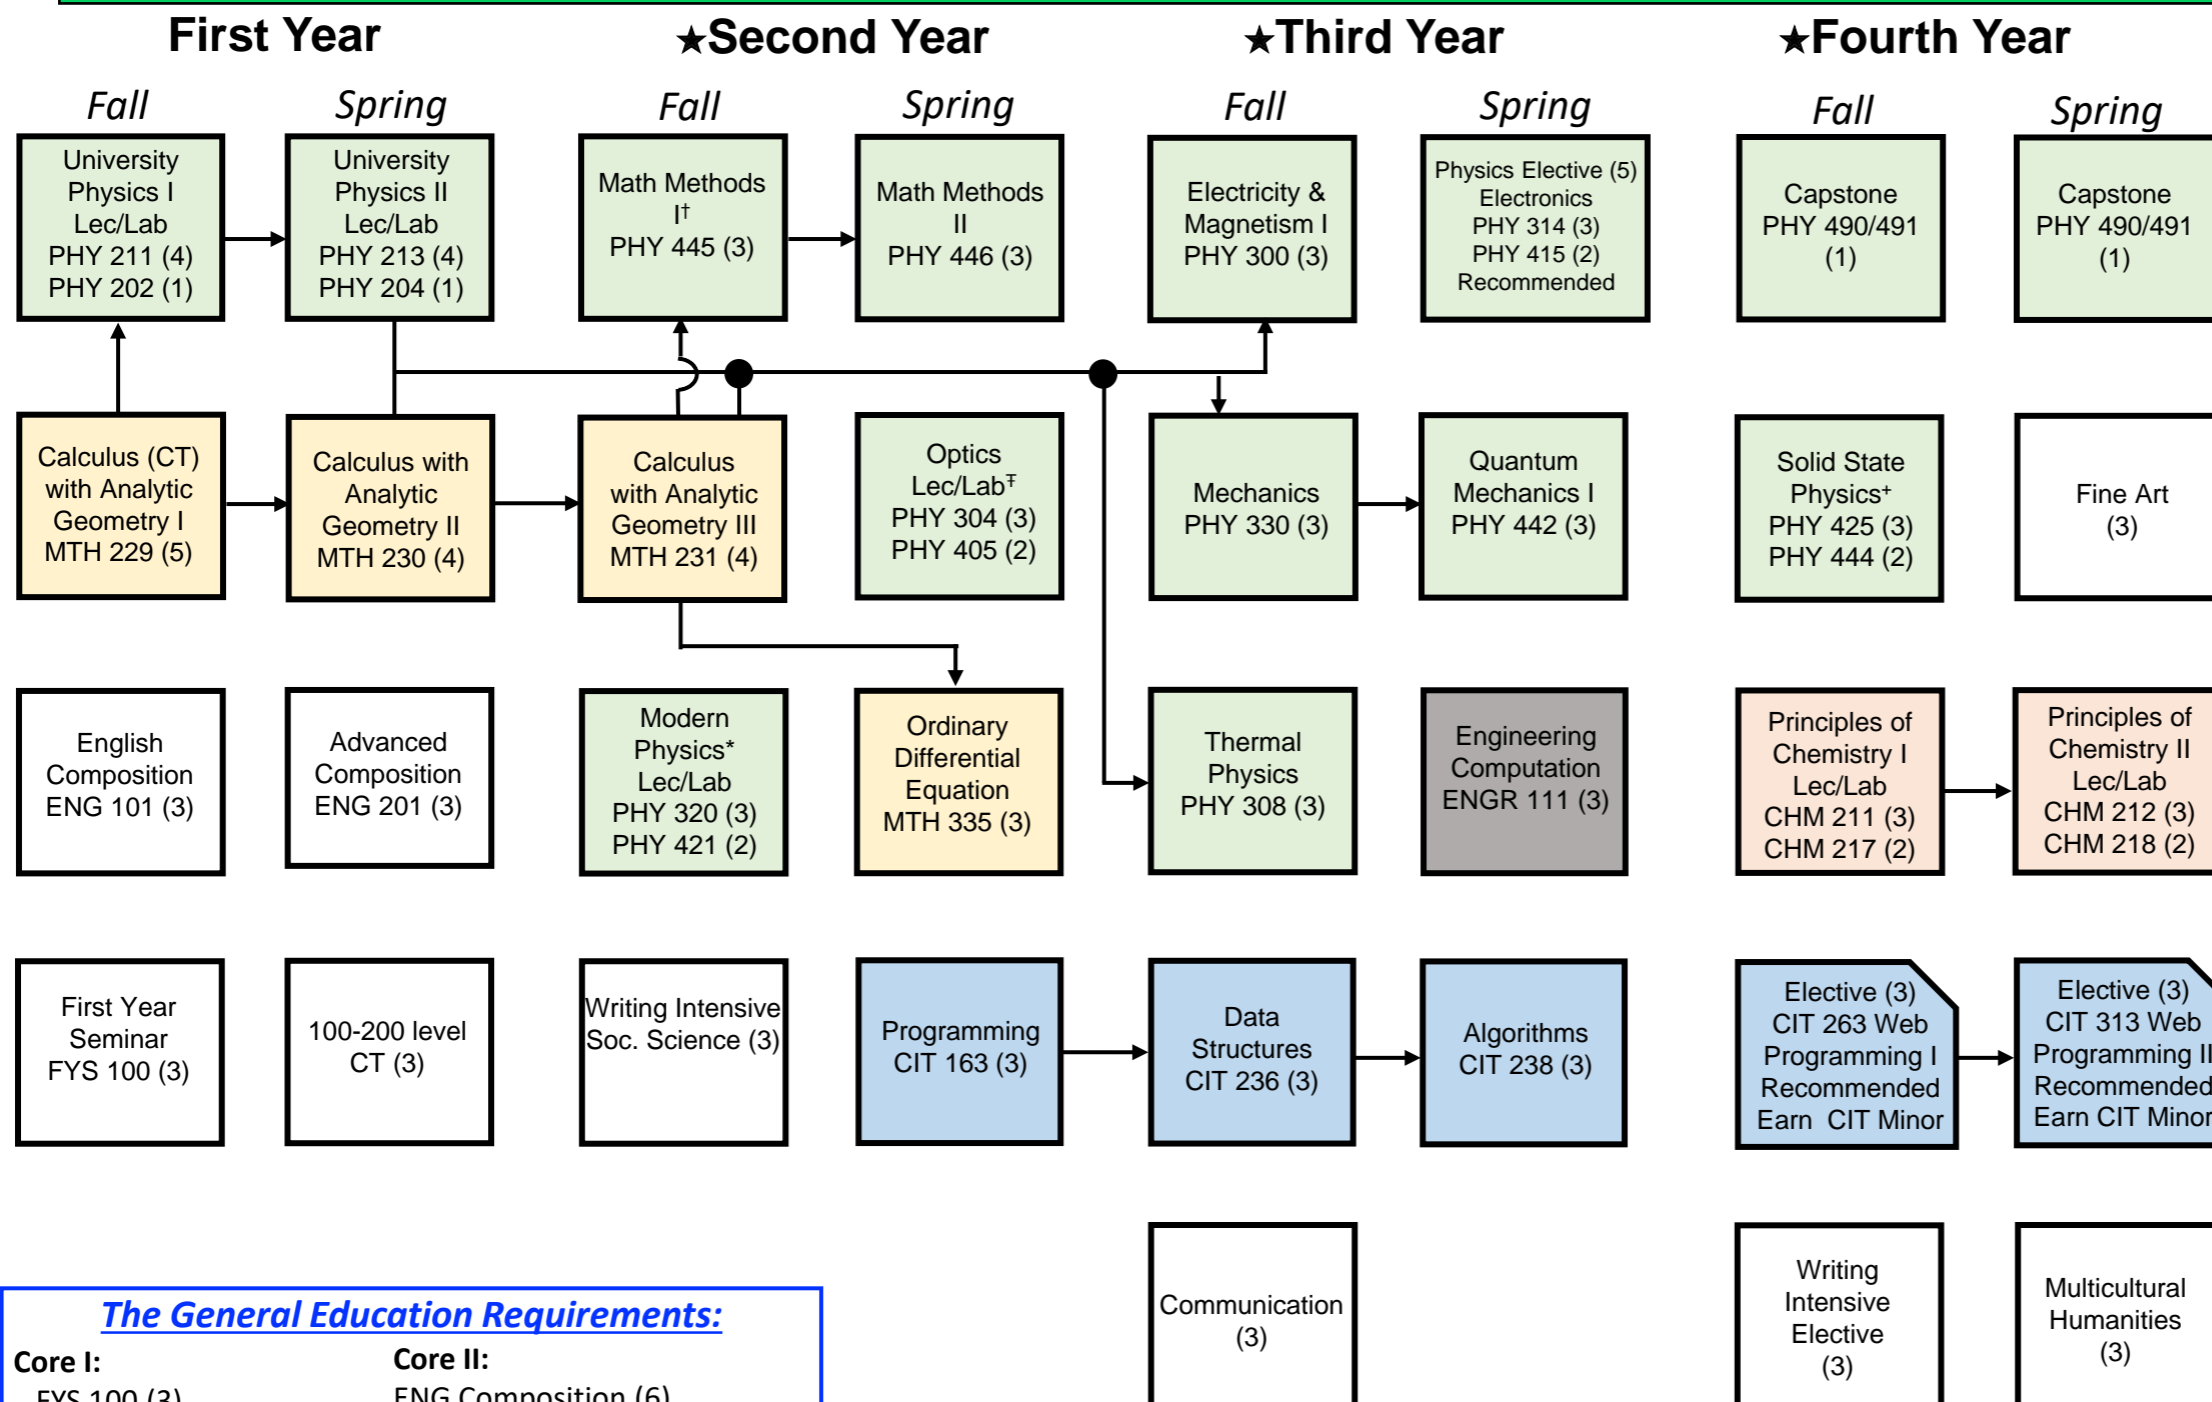 First Year
★Second Year
★Third Year
★Fourth Year
Fall
Spring
Fall
Spring
Fall
Spring
Fall
Spring
University
Physics I
Lec/Lab
PHY 211 (4)
PHY 202 (1)
University
Physics II
Lec/Lab
PHY 213 (4)
PHY 204 (1)
Math Methods
I†
PHY 445 (3)
Math Methods
II
PHY 446 (3)
Electricity &
Magnetism I
PHY 300 (3)
Physics Elective (5)
Electronics
PHY 314 (3)
PHY 415 (2)
Recommended
Capstone
PHY 490/491
(1)
Capstone
PHY 490/491
(1)
Calculus (CT)
with Analytic
Geometry I
MTH 229 (5)
Calculus with
Analytic
Geometry II
MTH 230 (4)
Calculus
with Analytic
Geometry III
MTH 231 (4)
Optics
Lec/Lab Ŧ
PHY 304 (3)
PHY 405 (2)
Mechanics
PHY 330 (3)
Quantum
Mechanics I
PHY 442 (3)
Solid State
Physics+
PHY 425 (3)
PHY 444 (2)
Fine Art
(3)
English
Composition
ENG 101 (3)
Advanced
Composition
ENG 201 (3)
Modern
Physics*
Lec/Lab
PHY 320 (3)
PHY 421 (2)
Ordinary
Differential
Equation
MTH 335 (3)
Thermal
Physics
PHY 308 (3)
Engineering
Computation
ENGR 111 (3)
Principles of
Chemistry I
Lec/Lab
CHM 211 (3)
CHM 217 (2)
Principles of
Chemistry II
Lec/Lab
CHM 212 (3)
CHM 218 (2)
First Year
Seminar
FYS 100 (3)
100-200 level
CT (3)
Writing Intensive
Soc. Science (3)
Programming
CIT 163 (3)
Data
Structures
CIT 236 (3)
Algorithms
CIT 238 (3)
Elective (3)
CIT 263 Web
Programming I
Recommended
Earn CIT Minor
Elective (3)
CIT 313 Web
Programming II
Recommended
Earn CIT Minor
Communication
(3)
Writing
Intensive
Elective
(3)
Multicultural
Humanities
(3)
The General Education Requirements:
Core I:
Core II:
FYS 100 (3)
ENG Composition (6)